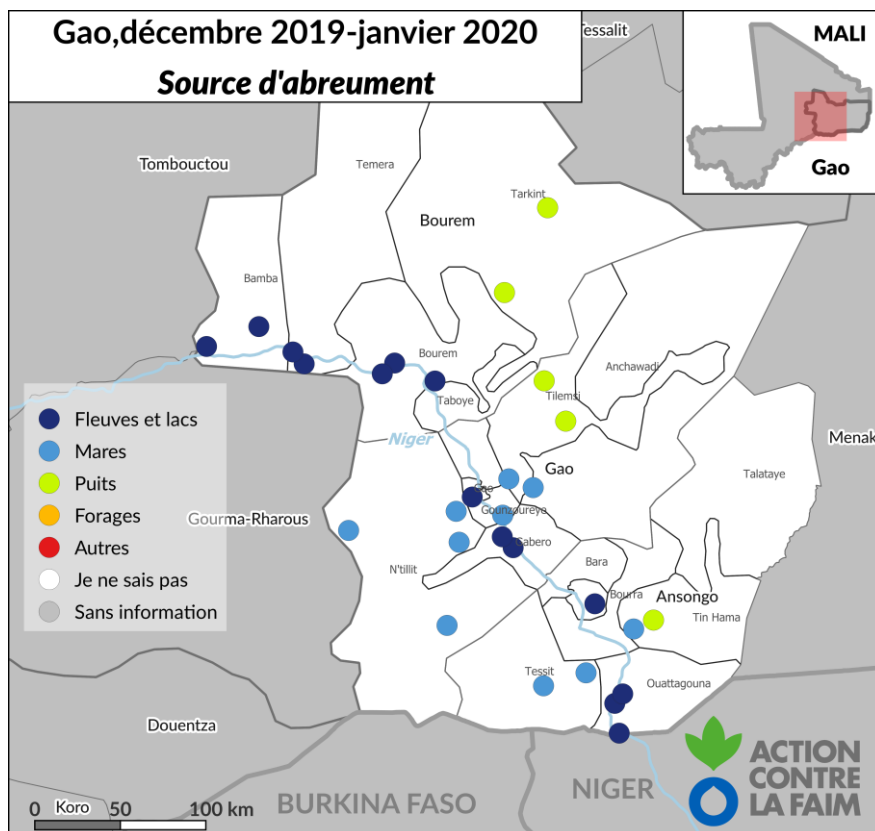 Gao,décembre 2019-janvier 2020
Source d'abreument
Tessalit
MALI
Gao
Tombouctou
Temera
Tarkint
Bourem
Bamba
Bourem
Anchawadi
Taboye
Tilemsi
Niger
Menak
Talataye
Gao
Gao
Gounzoureye
Gourma-Rharous
Gabero
N'tillit
Bara
Bourra
Ansongo
Tin Hama
Tessit
Ouattagouna
Douentza
Fleuves et lacs
Mares
Puits
Forages
Autres
Je ne sais pas
Sans information
0 50 100 km
Koro
BURKINA FASO
NIGER
ACTION
CONTRE
LA FAIM